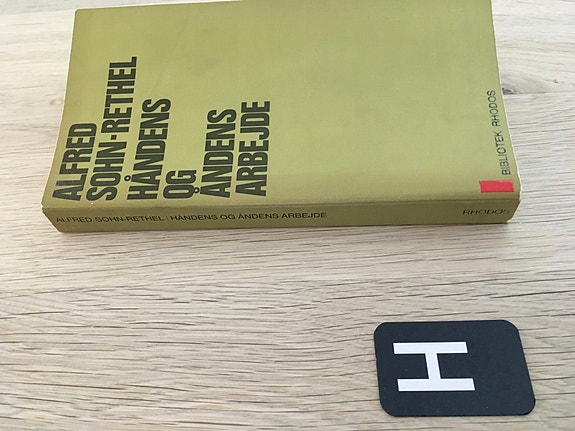 ALFRED
SOHN-RETHEL
HÅNDENS
OG
ÅNDENS
ARBEJDE
BIBLIOTEK RHODOS
ALFRED SOHN-RETHEL HÅNDENS OG ÅNDENS ARBEJDE RHODOS
H